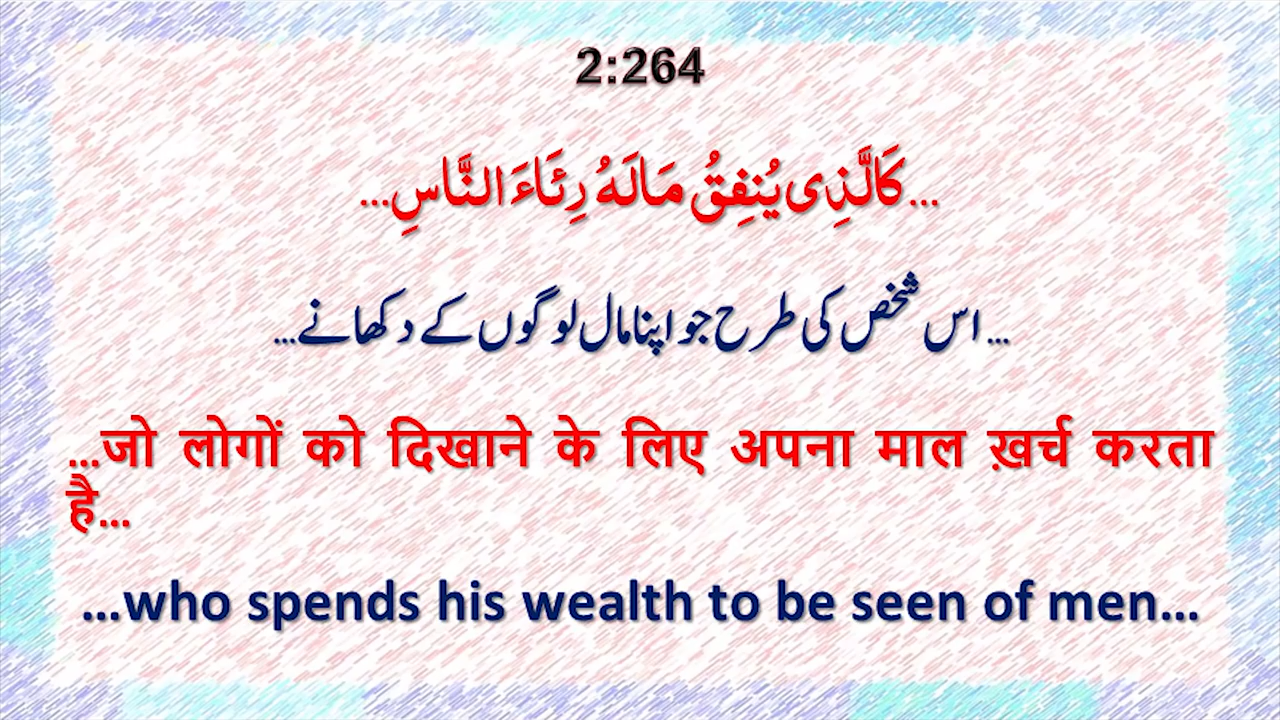 2:264
...كَالَّذِى يُنفِقُ مَالَهُ رِئَاءَ النَّاسِ...
...اس شخص کی طرح جو اپنا مال لوگوں کے دکھانے...
...जो लोगों को दिखाने के लिए अपना माल ख़र्च करता
है...
...who spends his wealth to be seen of men...